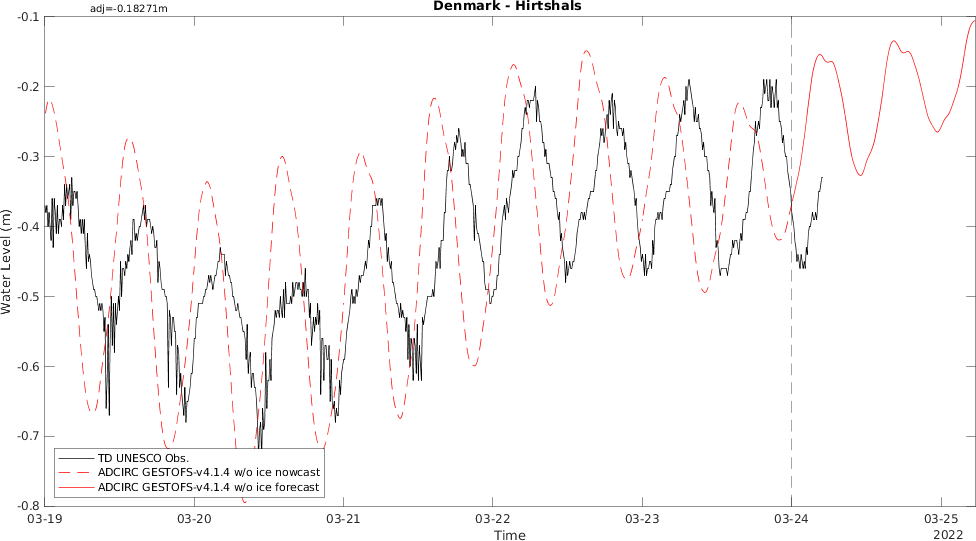 adj=-0.18271m
Denmark - Hirtshals
-0.1
-0.2
-0.3
-0.4
-0.5
-0.6
-0.7
-0.8
Water Level (m)
TD UNESCO Obs.
ADCIRC GESTOFS-v4.1.4 w/o ice nowcast
ADCIRC GESTOFS-v4.1.4 w/o ice forecast
03-19 03-20 03-21 03-22 03-23 03-24 03-25
Time
2022